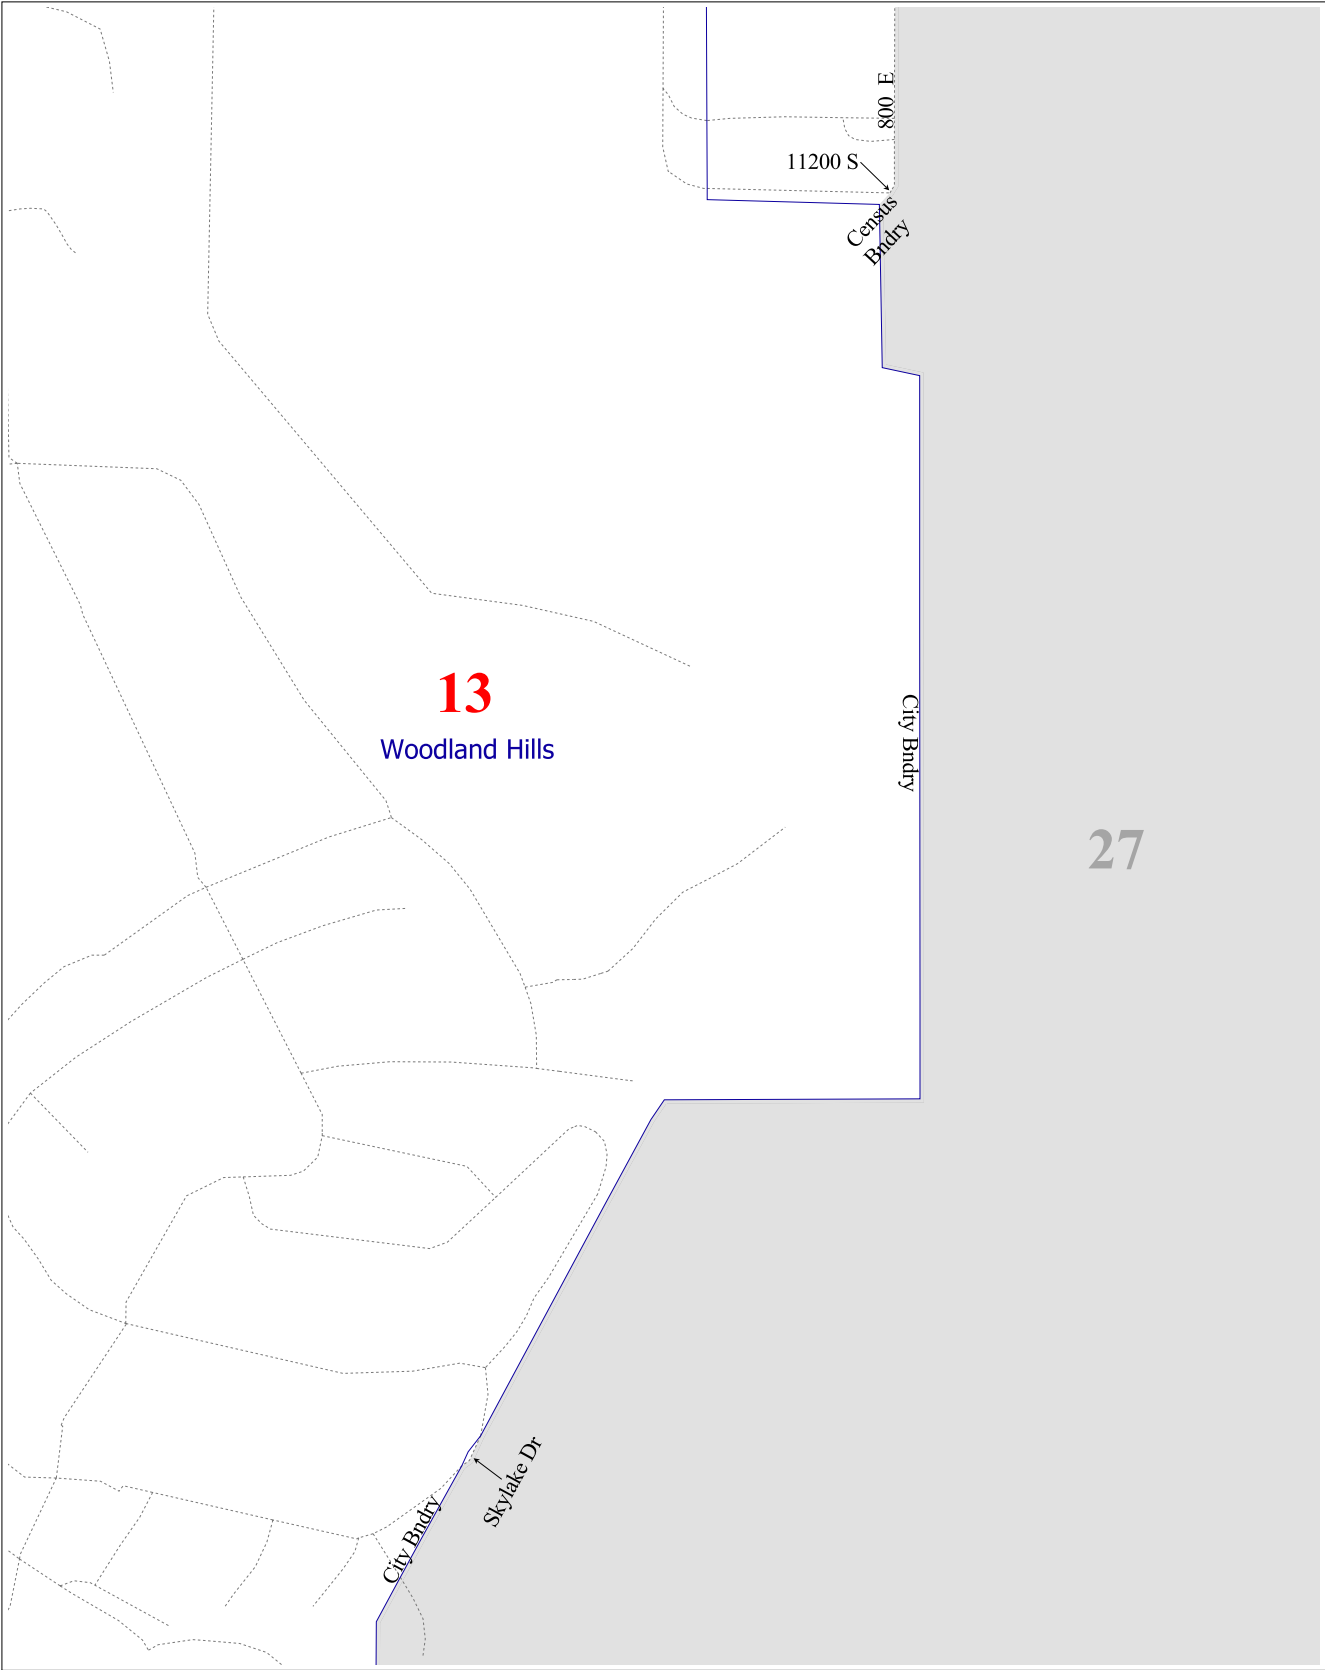 800 E
11200 S
Census
Bndry
13
Woodland Hills
City Bndry
27
Skylake Dr
City Bndry